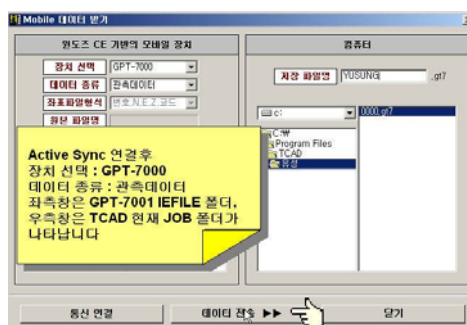 Mobile 데이터 받기
윈도즈 CE 기반의 모바일 장치
컴퓨터
장치 선택 GPT-7000
저장 파일명 YUSUNG .gt7
데이터 종류 관측데이터
좌표파일형식 번호,N,E,Z,코드
원본 파일명
c:
0000.gt7
C:₩
Program Files
TCAD
유성
Active Sync 연결후
장치 선택 : GPT-7000
데이터 종류 : 관측데이터
좌측창은 GPT-7001 IEFILE 폴더,
우측창은 TCAD 현재 JOB 폴더가
나타납니다
통신 연결
데이터 전송 ▶▶
닫기